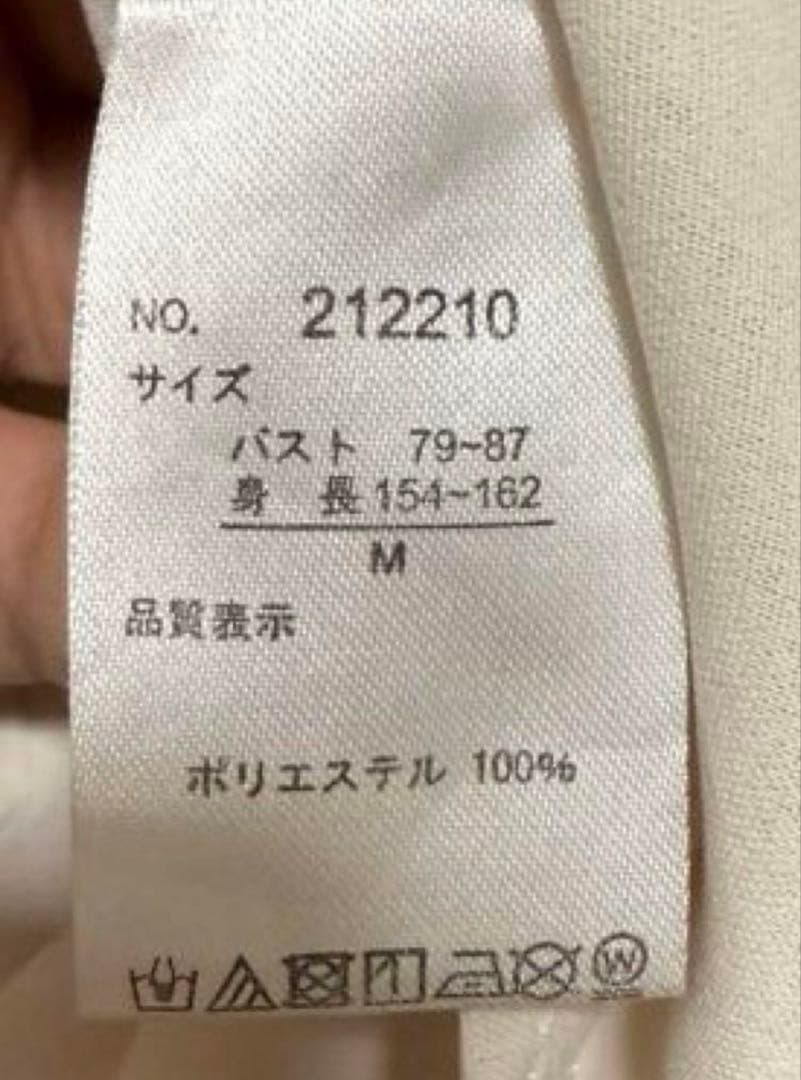 NO. 212210
サイズ
バスト 79~87
身 長 154~162
M
品質表示
ポリエステル 100%
W